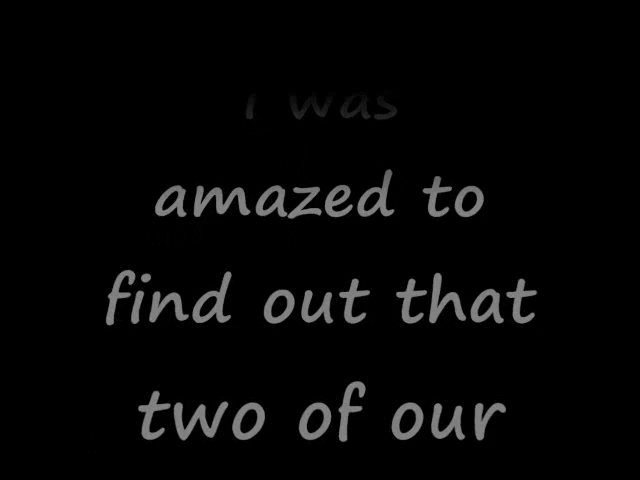 I was
amazed to
find out that
two of our